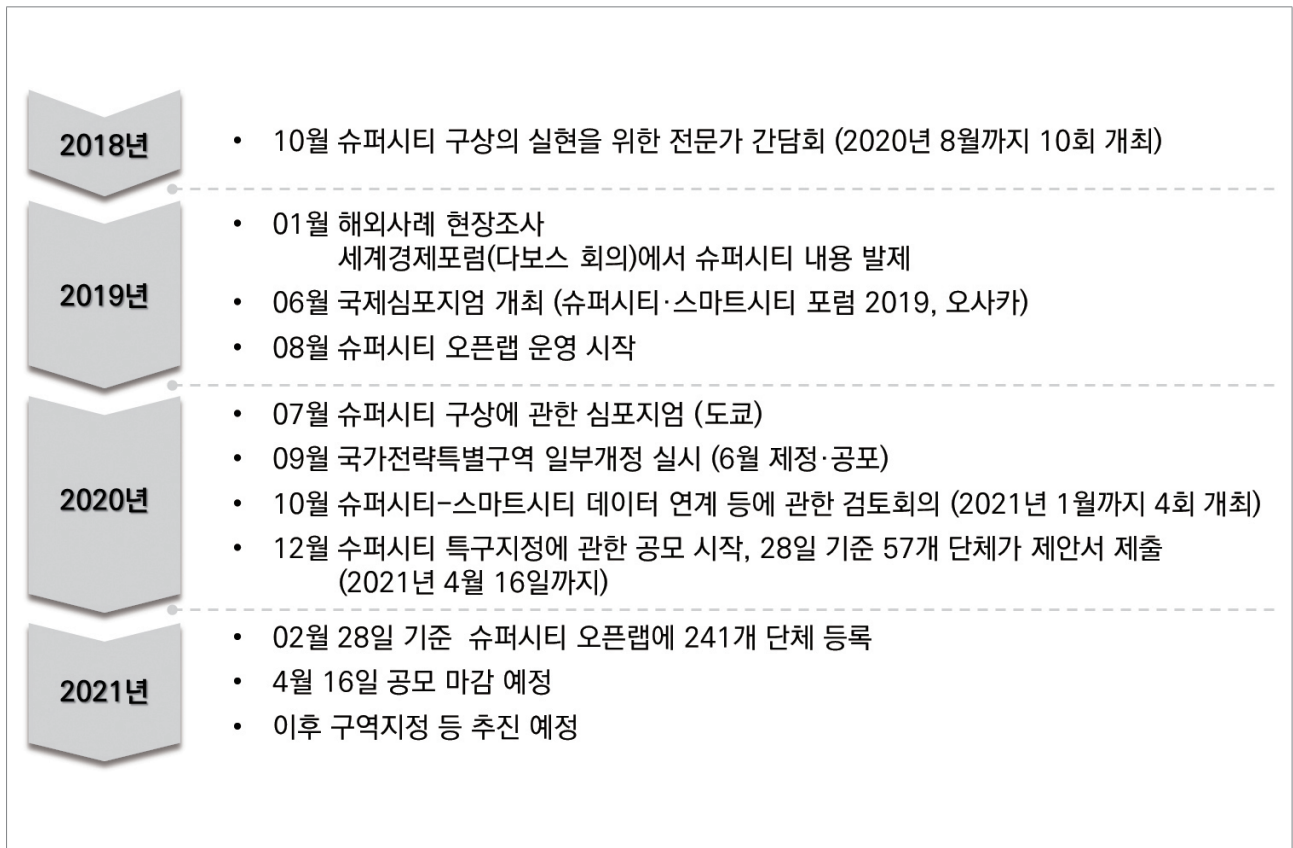 2018년
• 10월 슈퍼시티 구상의 실현을 위한 전문가 간담회 (2020년 8월까지 10회 개최)
2019년
• 01월 해외사례 현장조사
세계경제포럼(다보스 회의)에서 슈퍼시티 내용 발제
• 06월 국제심포지엄 개최 (슈퍼시티·스마트시티 포럼 2019, 오사카)
• 08월 슈퍼시티 오픈랩 운영 시작
2020년
• 07월 슈퍼시티 구상에 관한 심포지엄 (도쿄)
• 09월 국가전략특별구역 일부개정 실시 (6월 제정·공포)
• 10월 슈퍼시티-스마트시티 데이터 연계 등에 관한 검토회의 (2021년 1월까지 4회 개최)
• 12월 수퍼시티 특구지정에 관한 공모 시작, 28일 기준 57개 단체가 제안서 제출
(2021년 4월 16일까지)
2021년
• 02월 28일 기준 슈퍼시티 오픈랩에 241개 단체 등록
• 4월 16일 공모 마감 예정
• 이후 구역지정 등 추진 예정